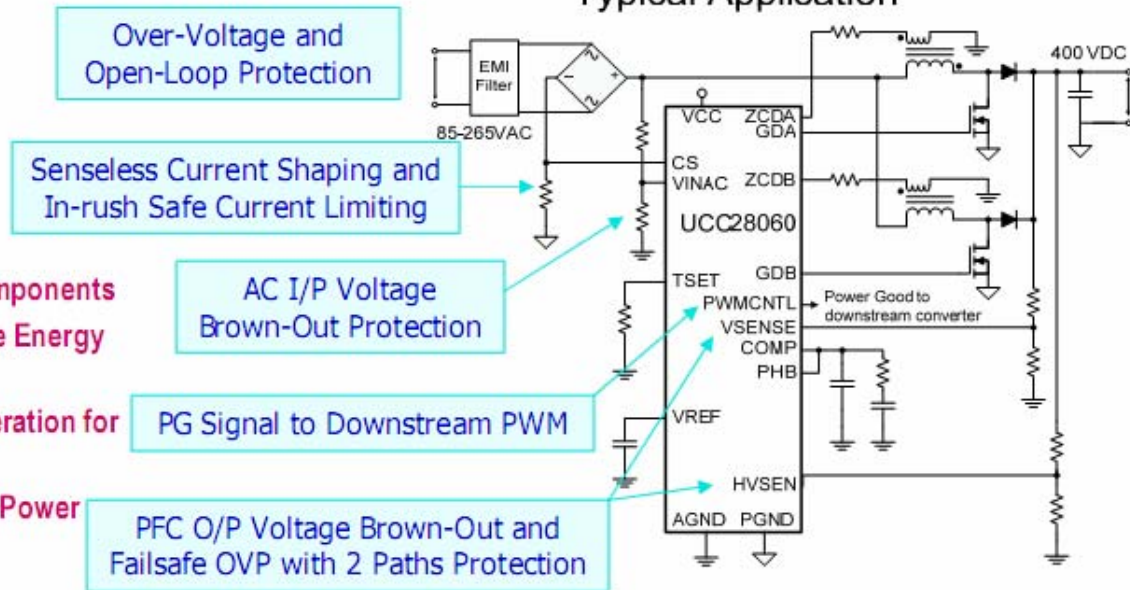 Typical Application
Over-Voltage and
Open-Loop Protection
EMI
Filter
85-265VAC
400 VDC
Senseless Current Shaping and
In-rush Safe Current Limiting
AC I/P Voltage
Brown-Out Protection
Energy
for
PG Signal to Downstream PWM
Power
PFC O/P Voltage Brown-Out and
Failsafe OVP with 2 Paths Protection
VCC
ZCDA
GDA
CS
VINAC
ZCDB
UCC28060
GDB
TSET
PWMCNTL
Power Good to
downstream converter
VSENSE
COMP
PHB
VREF
HVSEN
AGND
PGND